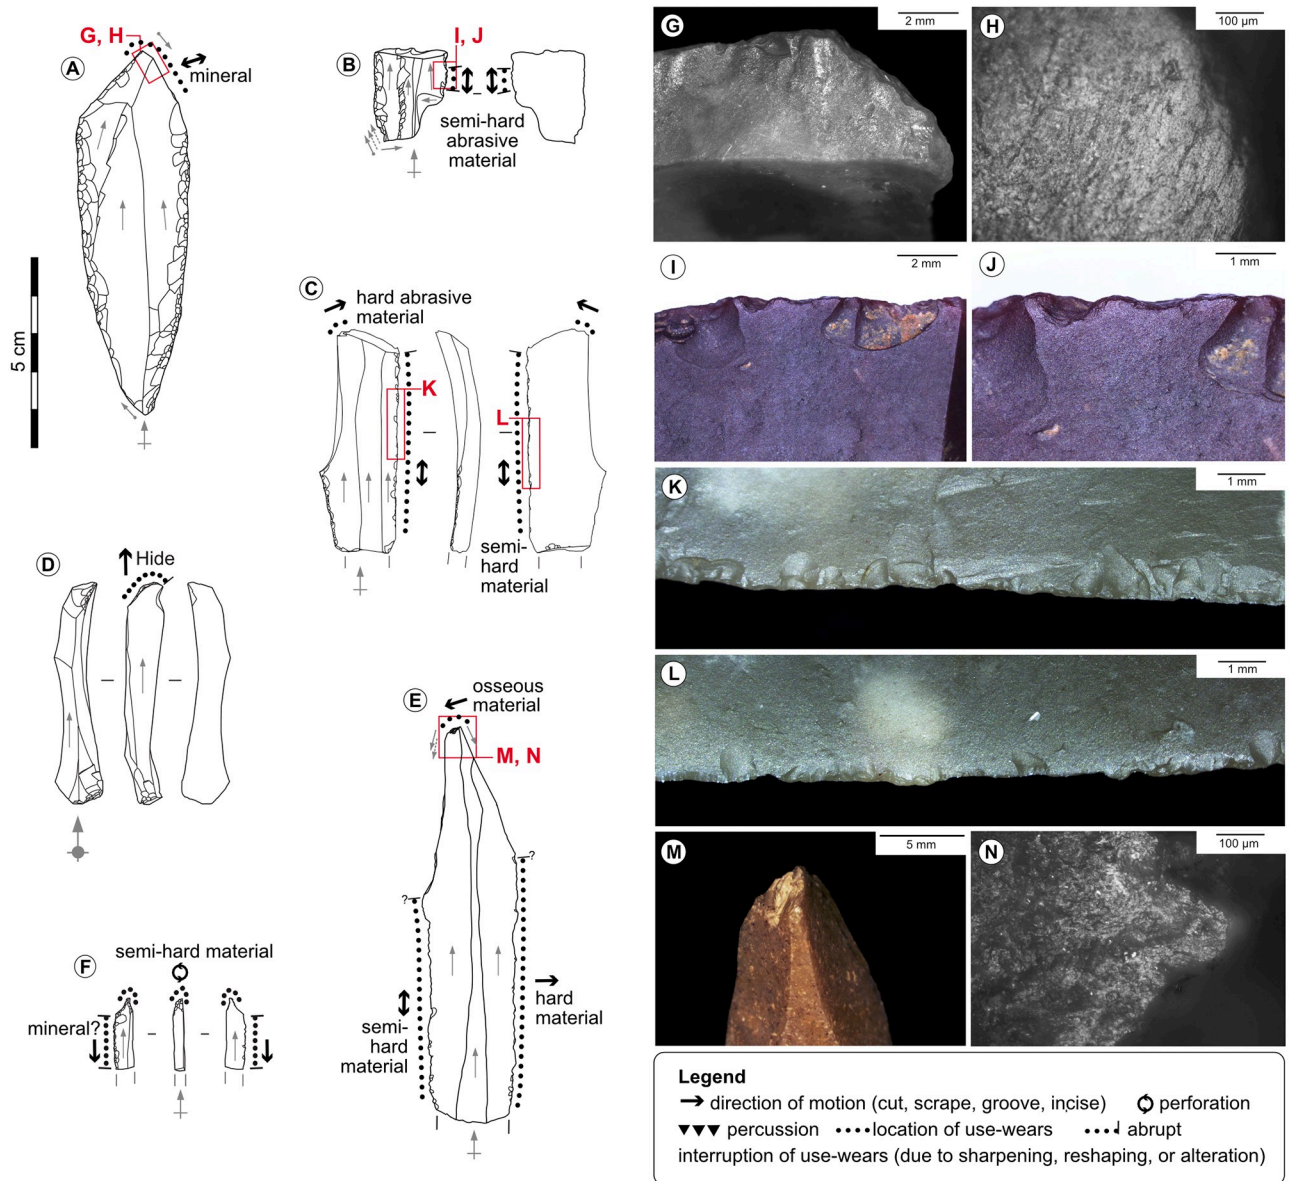 G, H
A
mineral
5 cm
B
I, J
semi-hard
abrasive
material
C
hard abrasive
material
K
L
semi-
hard
material
D
Hide
E
osseous
material
M, N
?
?
semi-
hard
material
hard
material
F
semi-hard material
mineral?
G
2 mm
H
100 µm
I
2 mm
J
1 mm
K
1 mm
L
1 mm
M
5 mm
N
100 µm
Legend
direction of motion (cut, scrape, groove, incise) perforation
percussion location of use-wears abrupt
interruption of use-wears (due to sharpening, reshaping, or alteration)